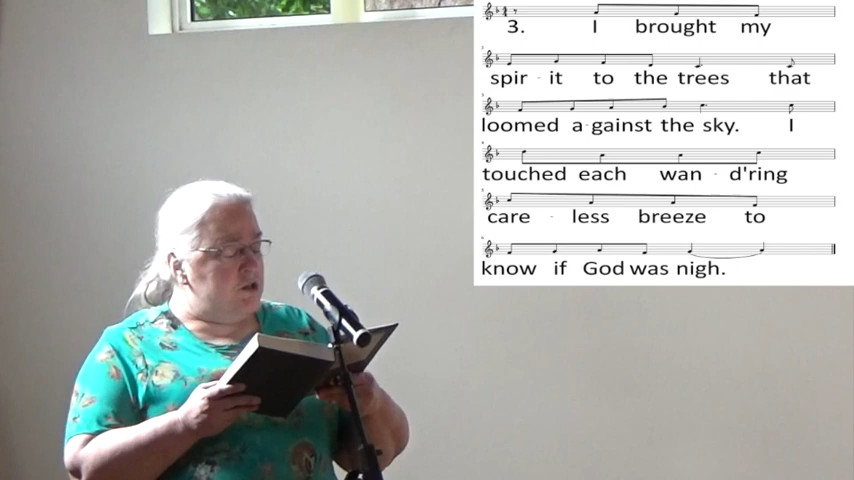 3. I brought my
spir - it to the trees that
loomed a-gainst the sky. I
touched each wan - d'ring
care - less breeze to
know if God was nigh.